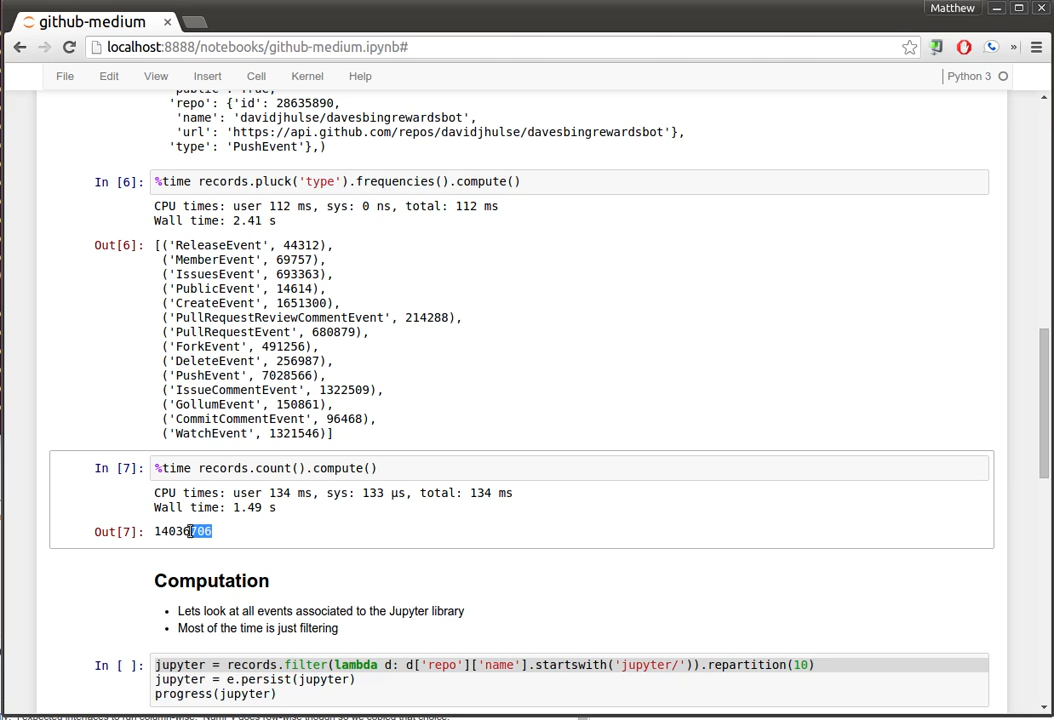 Matthew
github-medium
localhost:8888/notebooks/github-medium.ipynb#
File Edit View Insert Cell Kernel Help Python 3
'public': True,
'repo': {'id': 28635890,
'name': 'davidjhulse/davesbingrewardsbot',
'url': 'https://api.github.com/repos/davidjhulse/davesbingrewardsbot'},
'type': 'PushEvent'},)
In [6]: %time records.pluck('type').frequencies().compute()
CPU times: user 112 ms, sys: 0 ns, total: 112 ms
Wall time: 2.41 s
Out[6]: [('ReleaseEvent', 44312),
('MemberEvent', 69757),
('IssuesEvent', 693363),
('PublicEvent', 14614),
('CreateEvent', 1651300),
('PullRequestReviewCommentEvent', 214288),
('PullRequestEvent', 680879),
('ForkEvent', 491256),
('DeleteEvent', 256987),
('PushEvent', 7028566),
('IssueCommentEvent', 1322509),
('GollumEvent', 150861),
('CommitCommentEvent', 96468),
('WatchEvent', 1321546)]
In [7]: %time records.count().compute()
CPU times: user 134 ms, sys: 133 µs, total: 134 ms
Wall time: 1.49 s
Out[7]: 14036706
Computation
• Lets look at all events associated to the Jupyter library
• Most of the time is just filtering
In [ ]: jupyter = records.filter(lambda d: d['repo']['name'].startswith('jupyter/')).repartition(10)
jupyter = e.persist(jupyter)
progress(jupyter)